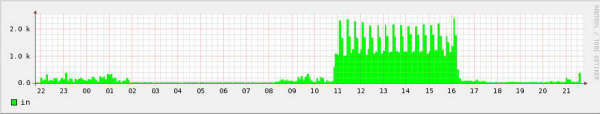 2.0 k
1.0 k
0.0
22 23 00 01 02 03 04 05 06 07 08 09 10 11 12 13 14 15 16 17 18 19 20 21
in
RRDTOOL / TOBI OETIKER